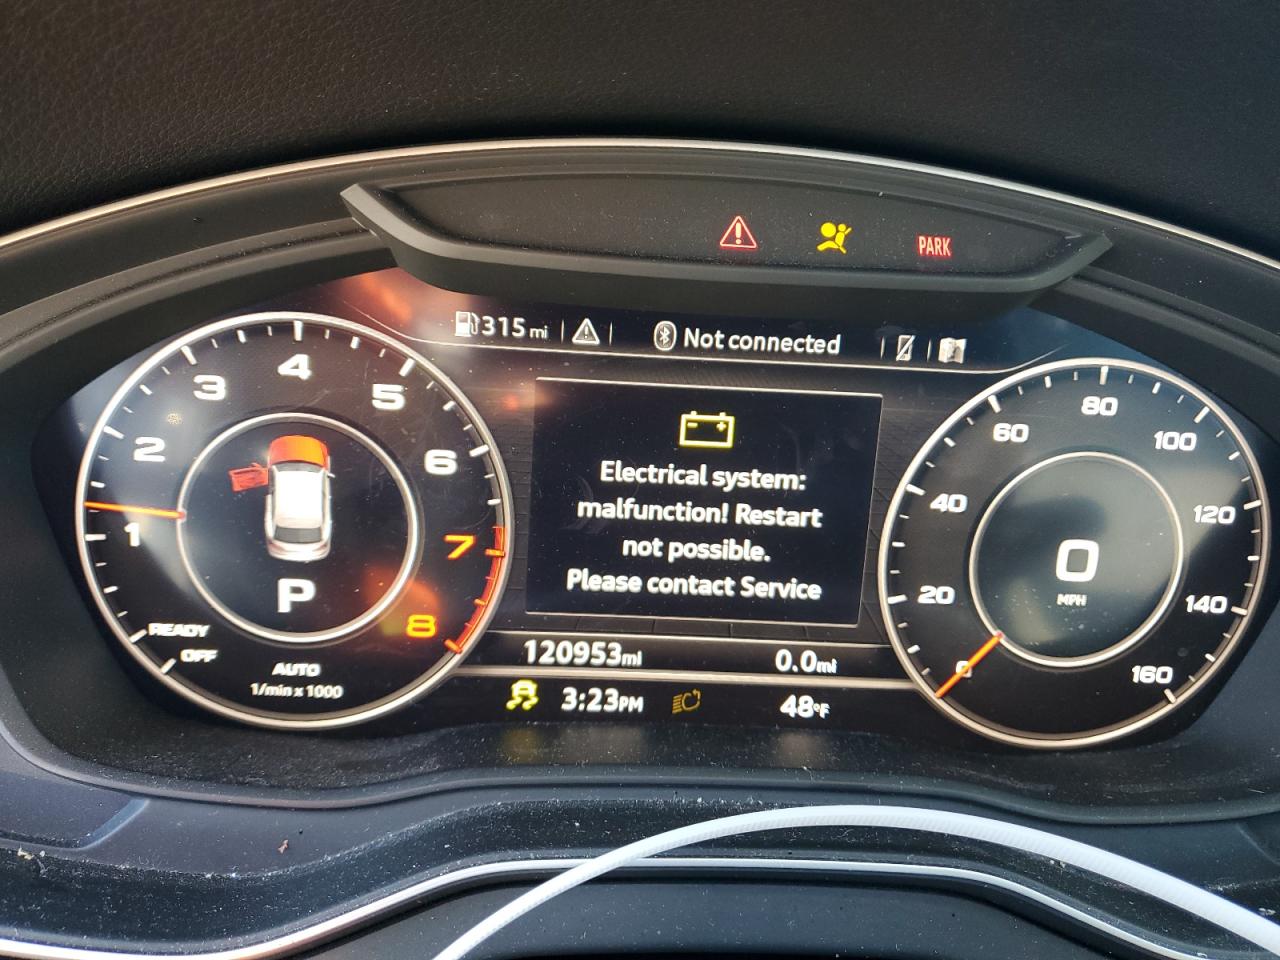 PARK
315 mi
Not connected
1
2
3
4
5
6
7
8
P
READY
OFF
AUTO
1/min x 1000
- +
Electrical system:
malfunction! Restart
not possible.
Please contact Service
120953mi
0.0mi
3:23PM
48°F
0
20
40
60
80
100
120
140
160
0
MPH